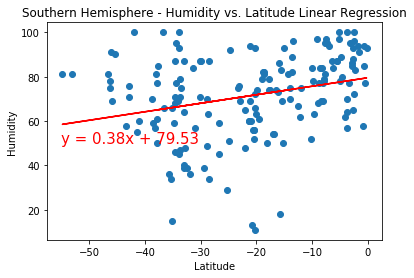 Southern Hemisphere - Humidity vs. Latitude Linear Regression
100
80
60
40
20
Humidity
y = 0.38x + 79.53
−50
−40
−30
−20
−10
0
Latitude